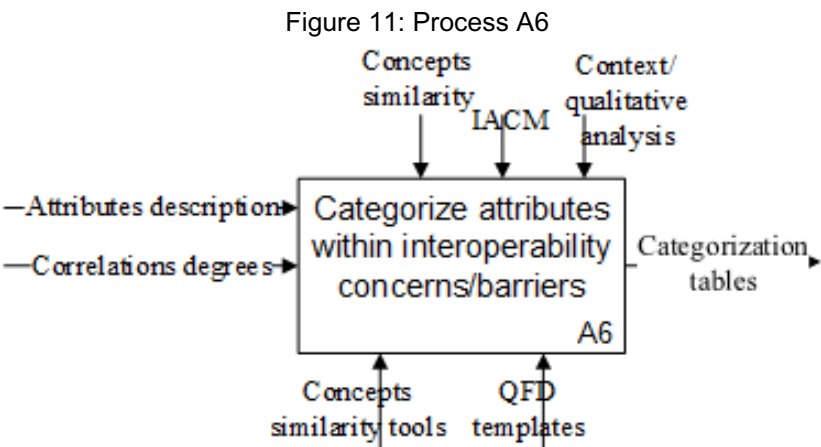 Figure 11: Process A6
Concepts
similarity
IACM
Context/
qualitative
analysis
Attributes description
Correlations degrees
Categorize attributes
within interoperability
concerns/barriers
A6
Categorization
tables
Concepts
similarity tools
QFD
templates